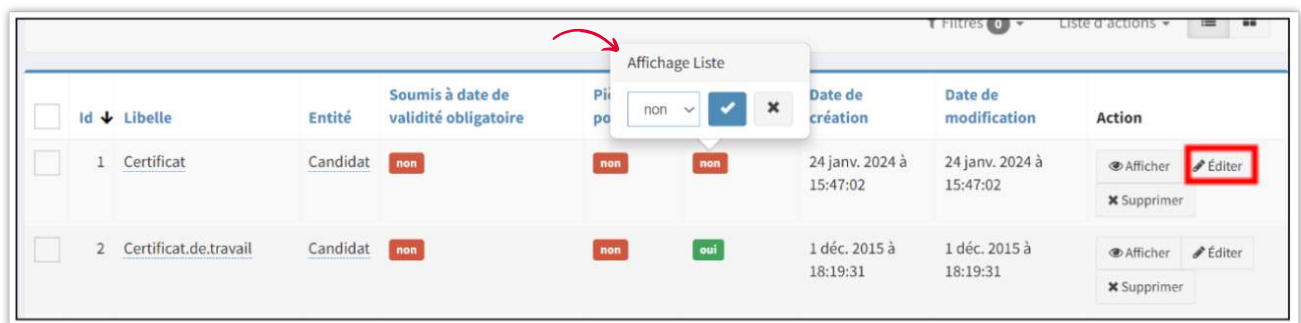 Filtres 0
Liste d'actions
Affichage Liste
non
Id Libelle Entité Soumis à date de validité obligatoire Date de création Date de modification Action
1 Certificat Candidat non non non 24 janv. 2024 à 15:47:02 24 janv. 2024 à 15:47:02 Afficher Éditer
Supprimer
2 Certificat.de.travail Candidat non non oui 1 déc. 2015 à 18:19:31 1 déc. 2015 à 18:19:31 Afficher Éditer
Supprimer